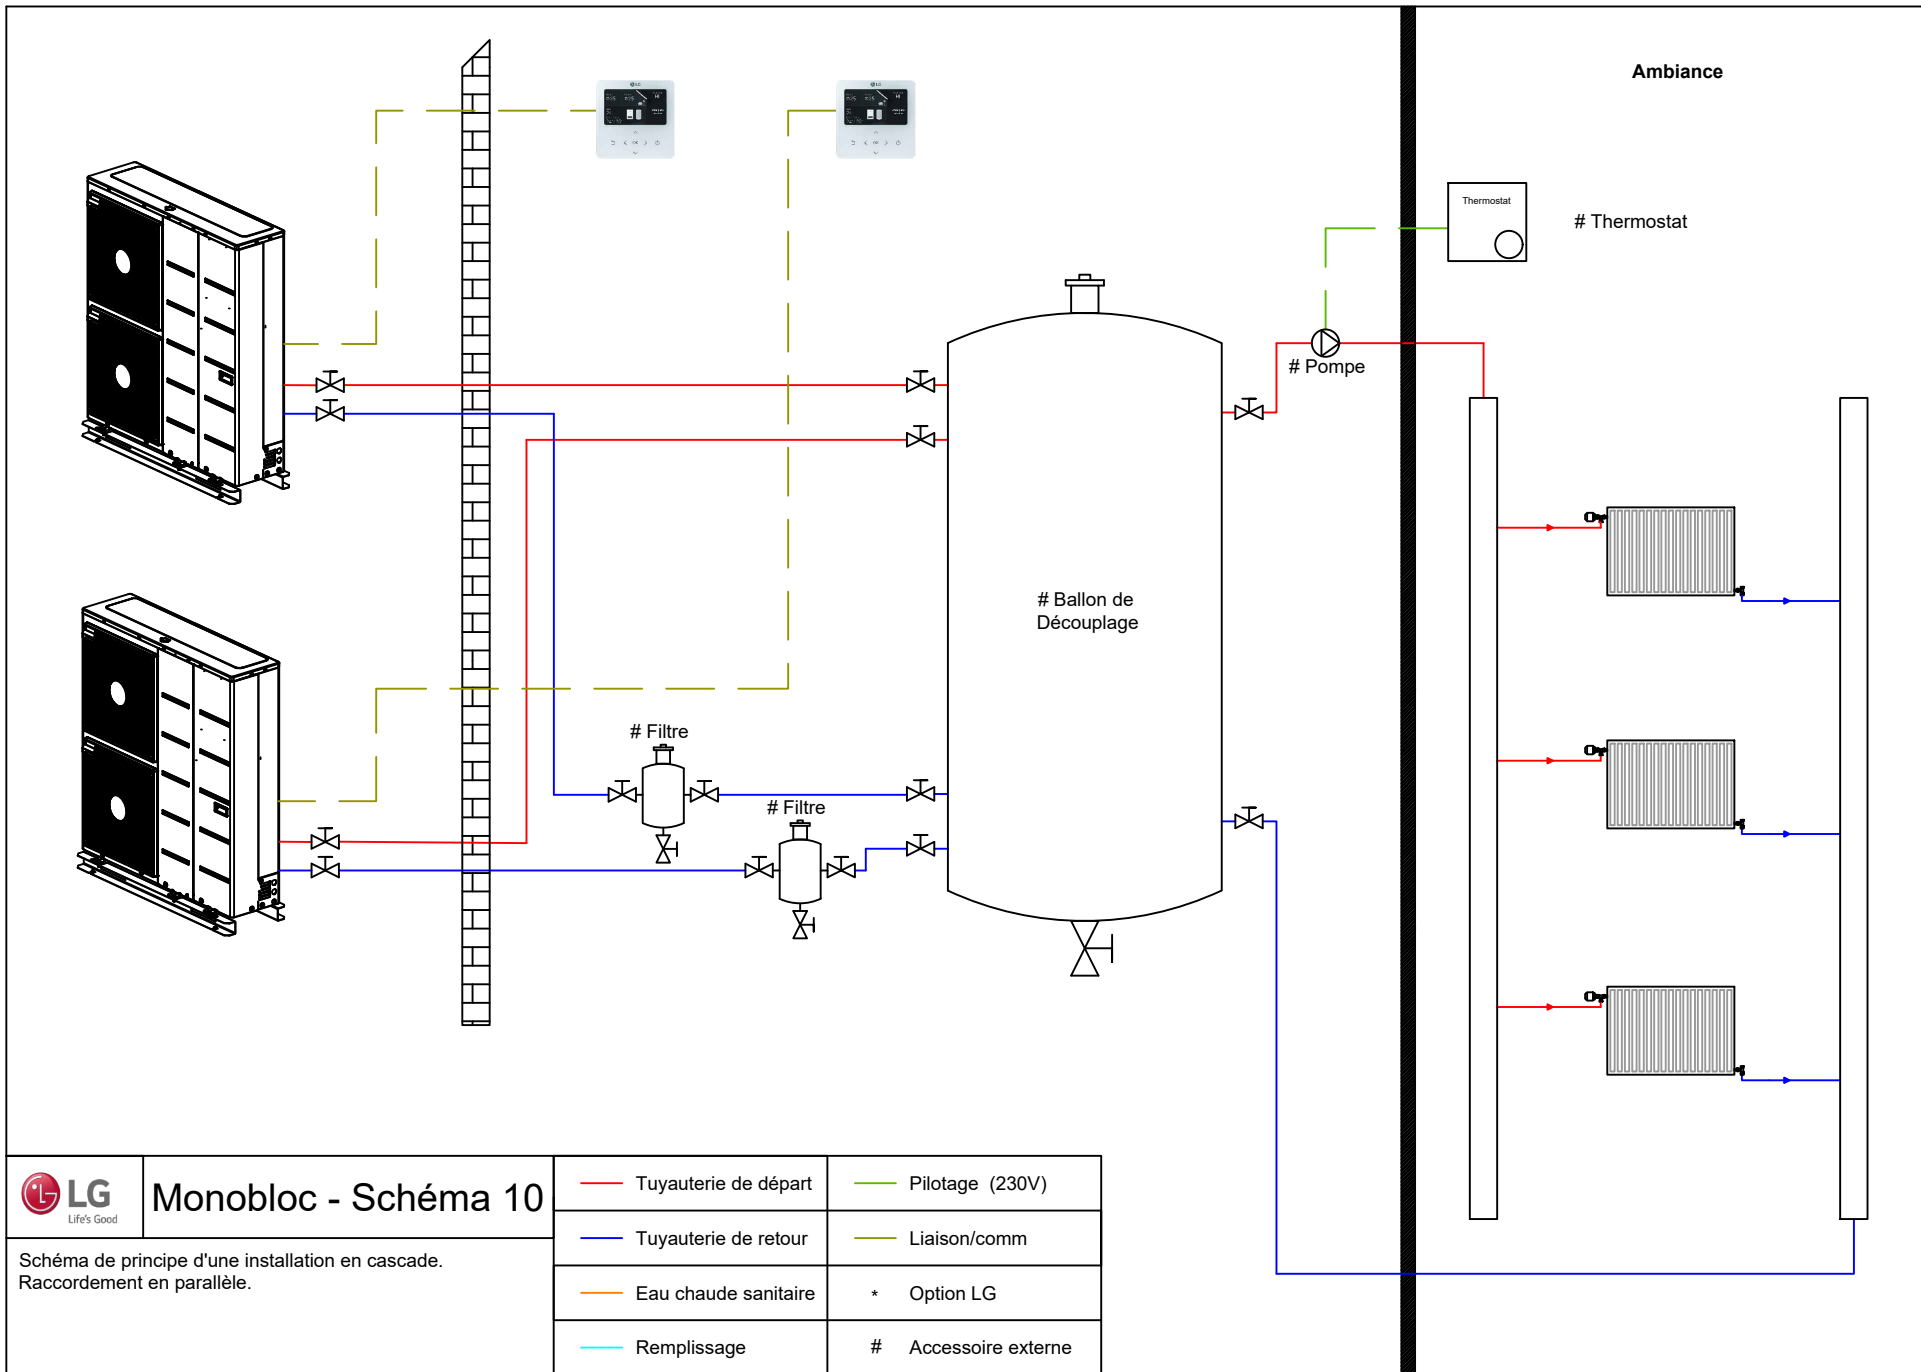 Ambiance
LG
LG
Thermostat
# Thermostat
# Pompe
# Ballon de
Découplage
# Filtre
# Filtre
LG
Life's Good
Monobloc - Schéma 10
Schéma de principe d'une installation en cascade.
Raccordement en parallèle.
Tuyauterie de départ
Pilotage (230V)
Tuyauterie de retour
Liaison/comm
Eau chaude sanitaire
* Option LG
Remplissage
# Accessoire externe